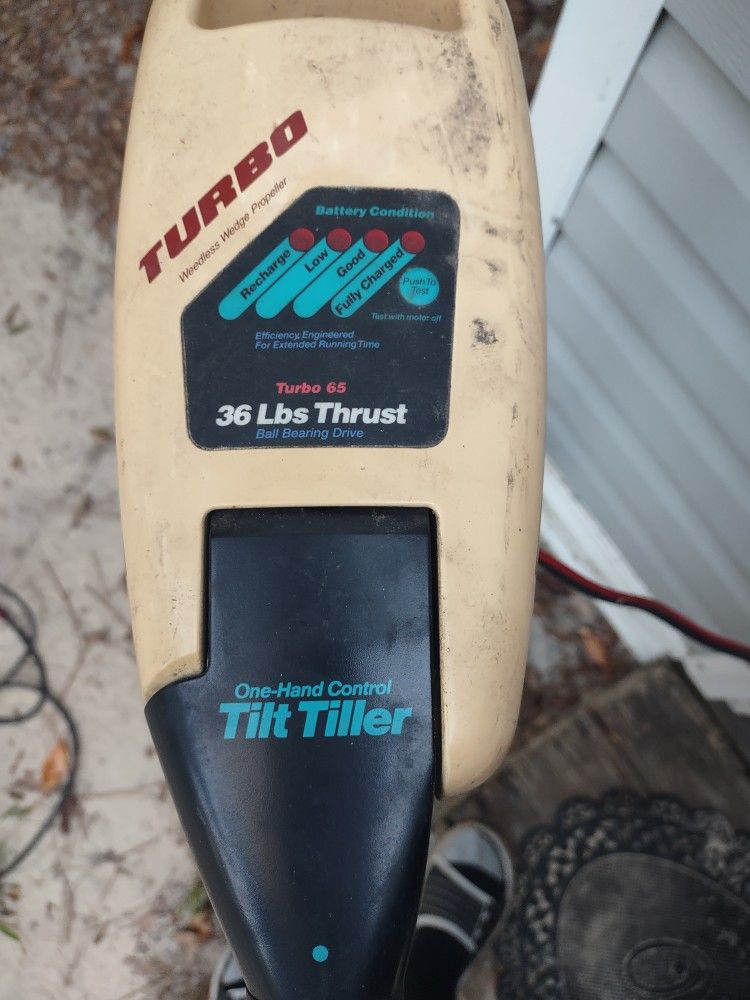 TURBO
Weedless Wedge Propeller
Battery Condition
Recharge
Low
Good
Fully Charged
Push To
Test
Test with motor off
Efficiency, Engineered
For Extended Running Time
Turbo 65
36 Lbs Thrust
Ball Bearing Drive
One-Hand Control
Tilt Tiller